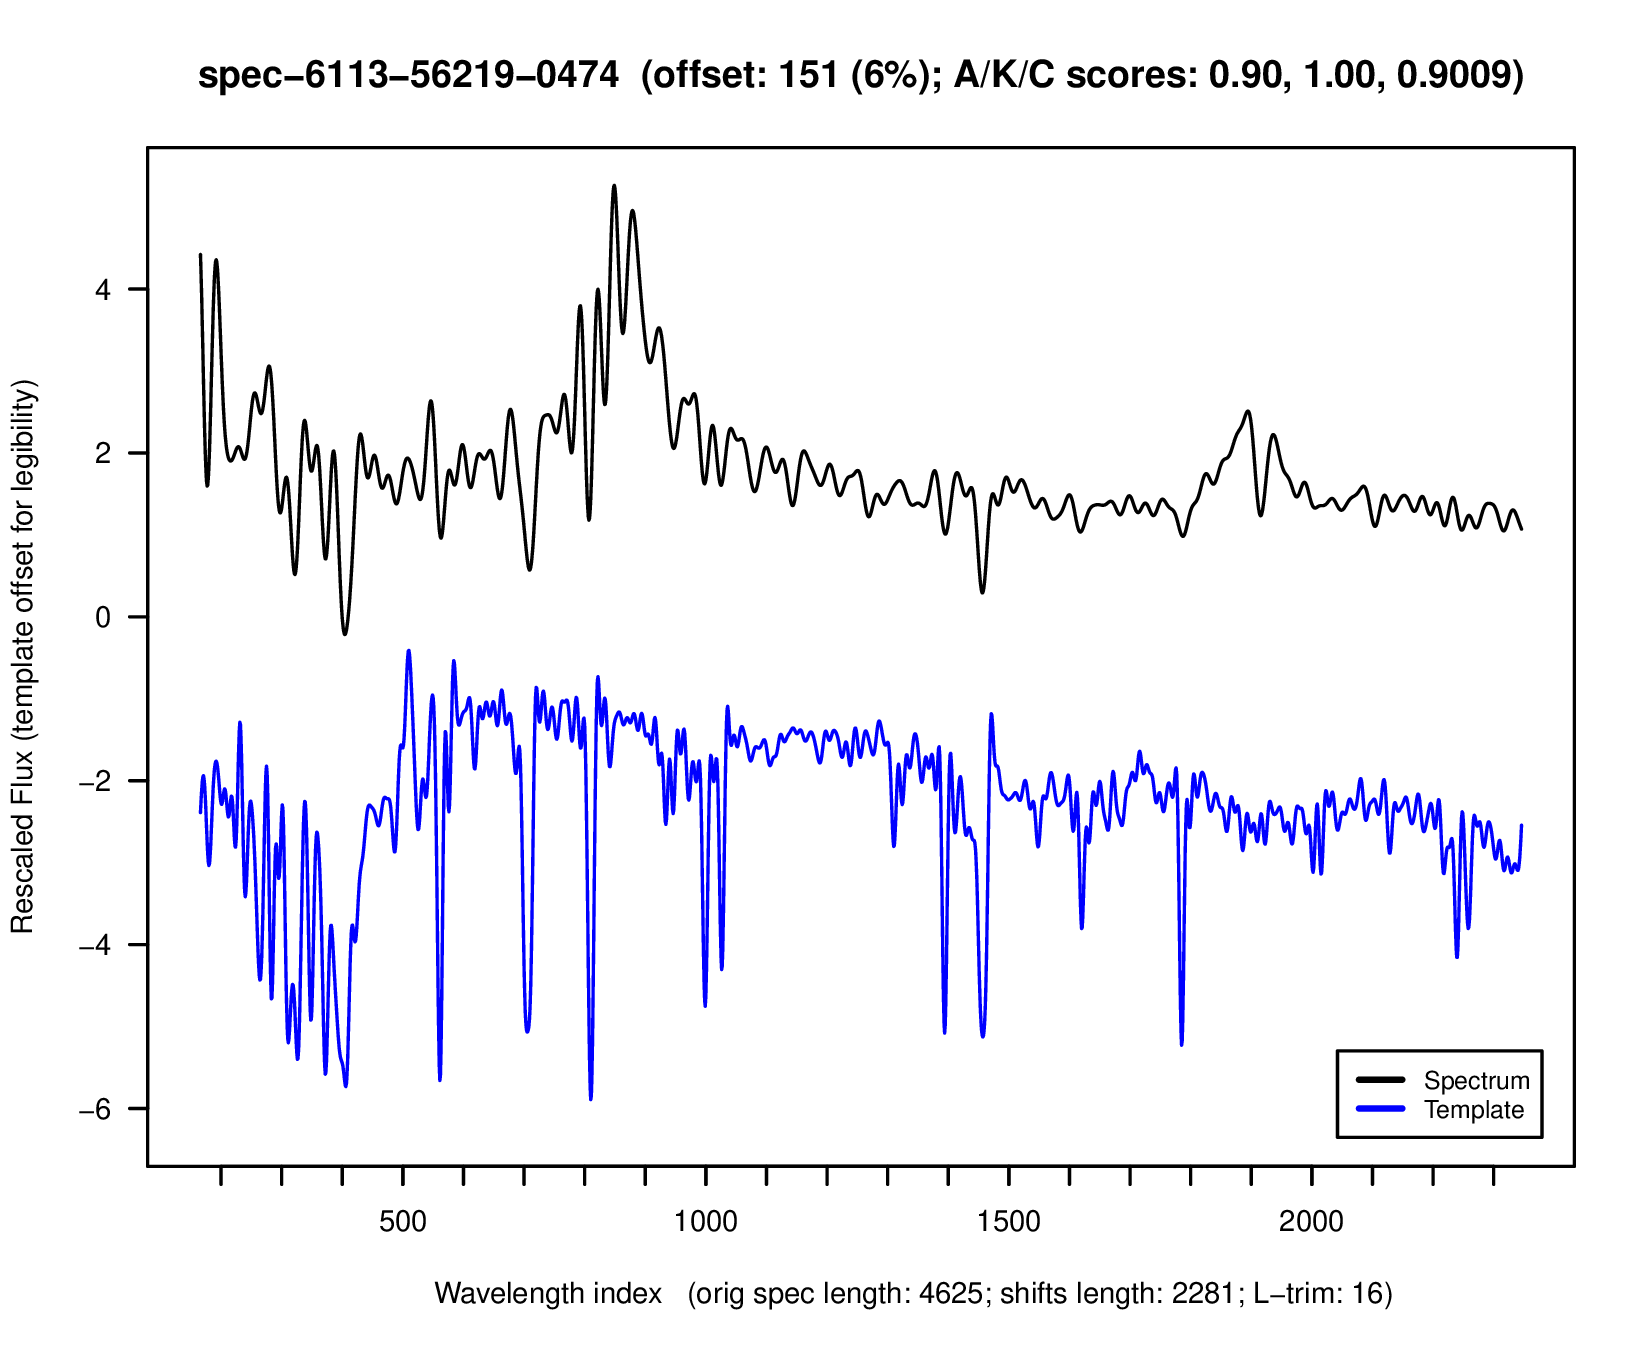 spec−6113−56219−0474 (offset: 151 (6%); A/K/C scores: 0.90, 1.00, 0.9009)
Rescaled Flux (template offset for legibility)
4
2
0
−2
−4
−6
Spectrum
Template
500 1000 1500 2000
Wavelength index (orig spec length: 4625; shifts length: 2281; L−trim: 16)